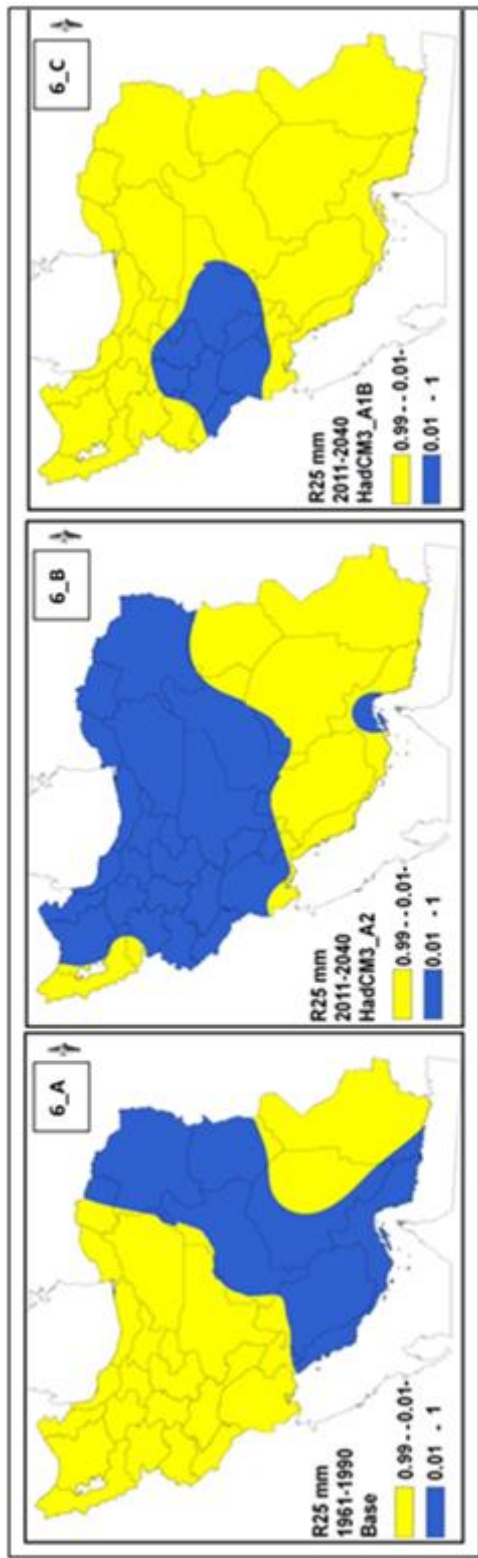 6_A
R25 mm
1961-1990
Base
0.99 - - 0.01-
0.01 - 1
6_B
R25 mm
2011-2040
HadCM3_A2
0.99 - - 0.01-
0.01 - 1
6_C
R25 mm
2011-2040
HadCM3_A1B
0.99 - - 0.01-
0.01 - 1